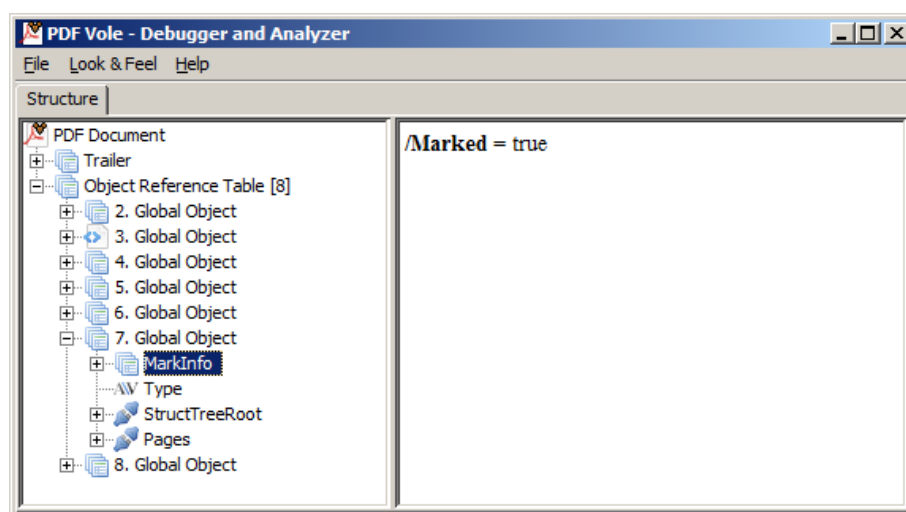 PDF Vole - Debugger and Analyzer
File Look & Feel Help
Structure
PDF Document
Trailer
Object Reference Table [8]
2. Global Object
3. Global Object
4. Global Object
5. Global Object
6. Global Object
7. Global Object
MarkInfo
Type
StructTreeRoot
Pages
8. Global Object
/Marked = true